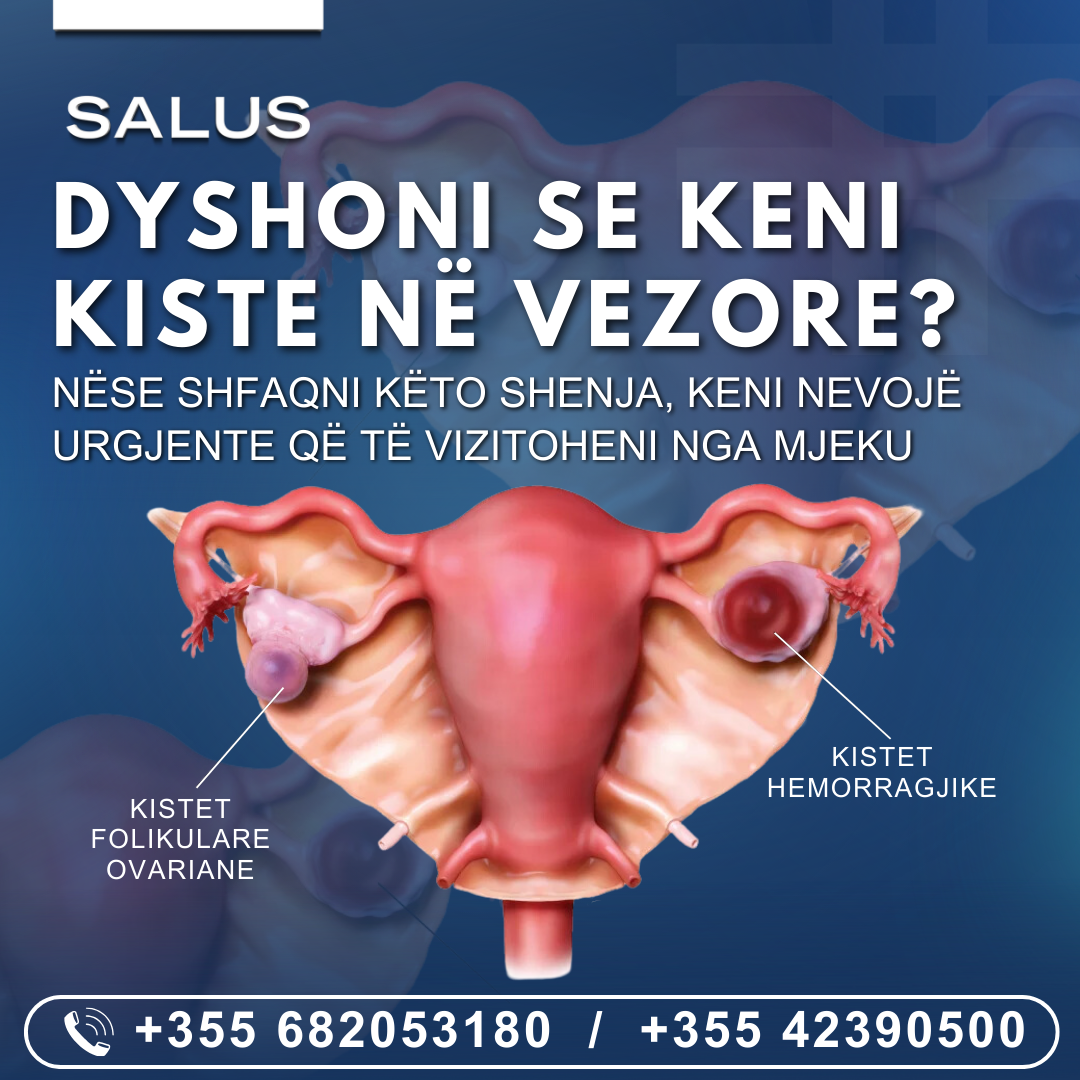 SALUS
DYSHONI SE KENI
KISTE NË VEZORE?
NËSE SHFAQNI KËTO SHENJA, KENI NEVOJË
URGJENTE QË TË VIZITOHENI NGA MJEKU
KISTET
HEMORRAGJIKE
KISTET
FOLIKULARE
OVARIANE
+355 682053180 / +355 42390500